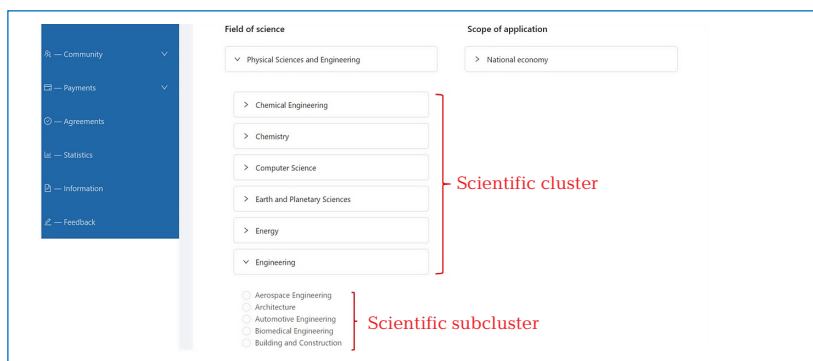 Field of science
Scope of application
— Community
Physical Sciences and Engineering
National economy
— Payments
Chemical Engineering
— Agreements
Chemistry
— Statistics
Computer Science
Scientific cluster
— Information
Earth and Planetary Sciences
— Feedback
Energy
Engineering
Aerospace Engineering
Architecture
Automotive Engineering
Scientific subcluster
Biomedical Engineering
Building and Construction